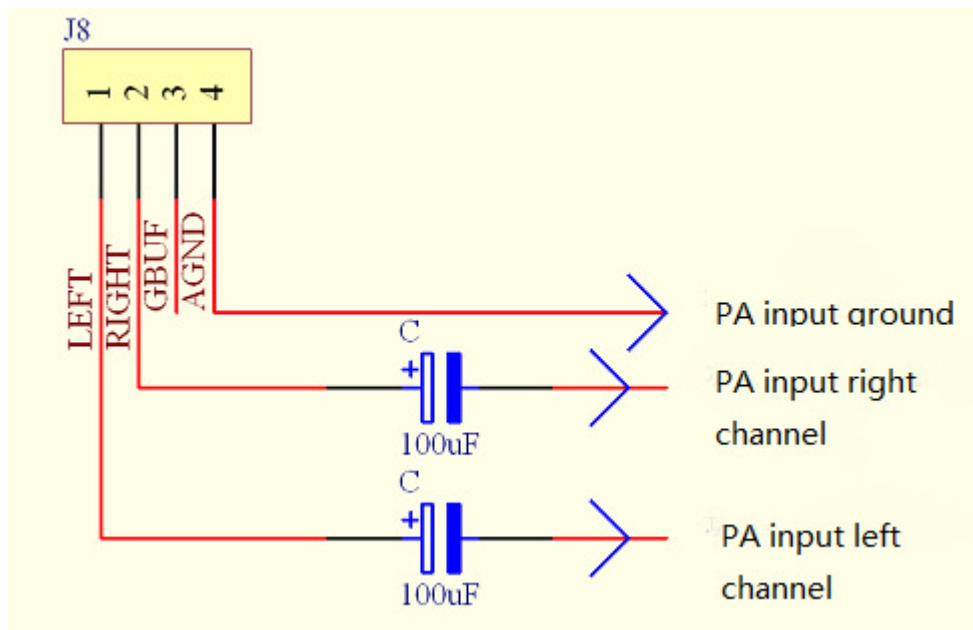 J8
1 2 3 4
LEFT
RIGHT
GBUF
AGND
PA input ground
C
+
100uF
PA input right
channel
C
+
100uF
PA input left
channel